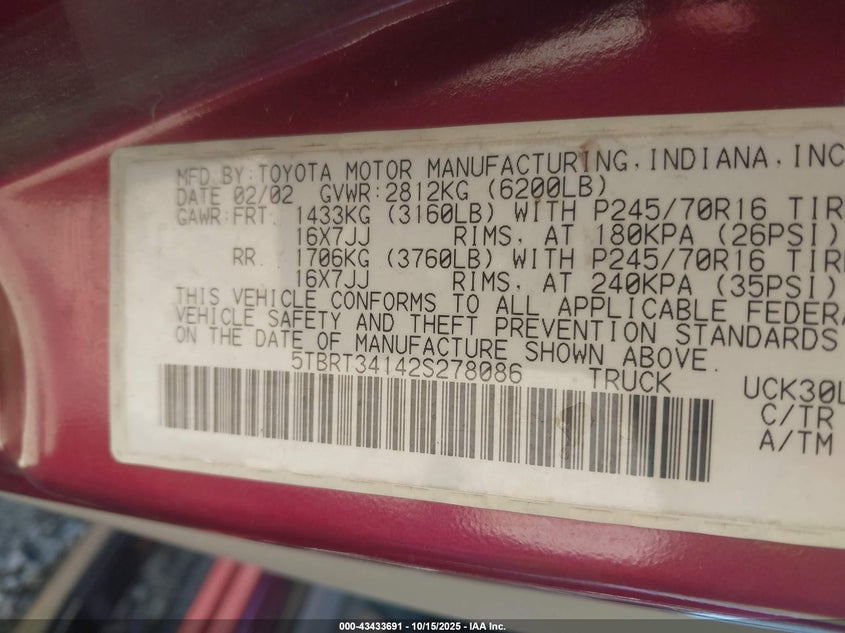 MFD.BY:TOYOTA MOTOR MANUFACTURING,INDIANA,INC
DATE 02/02 GVWR:2812KG (6200LB)
GAWR:FRT. 1433KG (3160LB) WITH P245/70R16 TIR
16X7JJ RIMS, AT 180KPA (26PSI)
RR. 1706KG (3760LB) WITH P245/70R16 TIR
16X7JJ RIMS, AT 240KPA (35PSI)
THIS VEHICLE CONFORMS TO ALL APPLICABLE FEDERA
VEHICLE SAFETY AND THEFT PREVENTION STANDARDS
ON THE DATE OF MANUFACTURE SHOWN ABOVE.
5TBRT34142S278086 TRUCK UCK30L
C/TR
A/TM
000-43433691 - 10/15/2025 - IAA Inc.